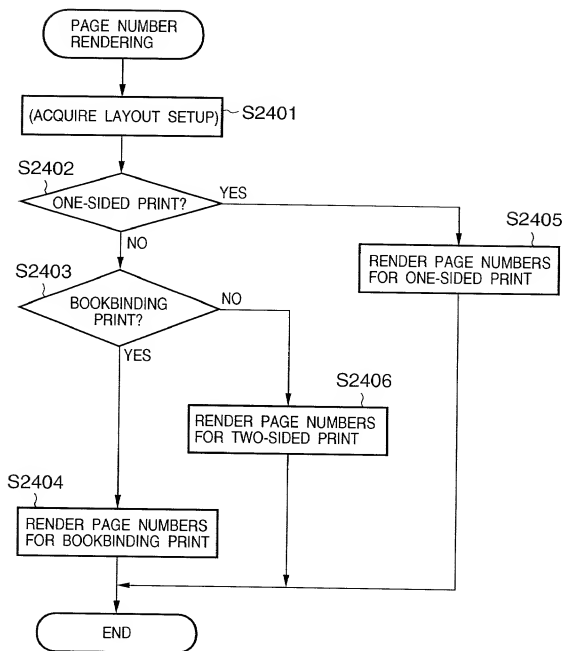 PAGE NUMBER
RENDERING
(ACQUIRE LAYOUT SETUP)
S2401
S2402
ONE-SIDED PRINT?
YES
NO
S2405
RENDER PAGE NUMBERS
FOR ONE-SIDED PRINT
S2403
BOOKBINDING
PRINT?
NO
YES
S2406
RENDER PAGE NUMBERS
FOR TWO-SIDED PRINT
S2404
RENDER PAGE NUMBERS
FOR BOOKBINDING PRINT
END